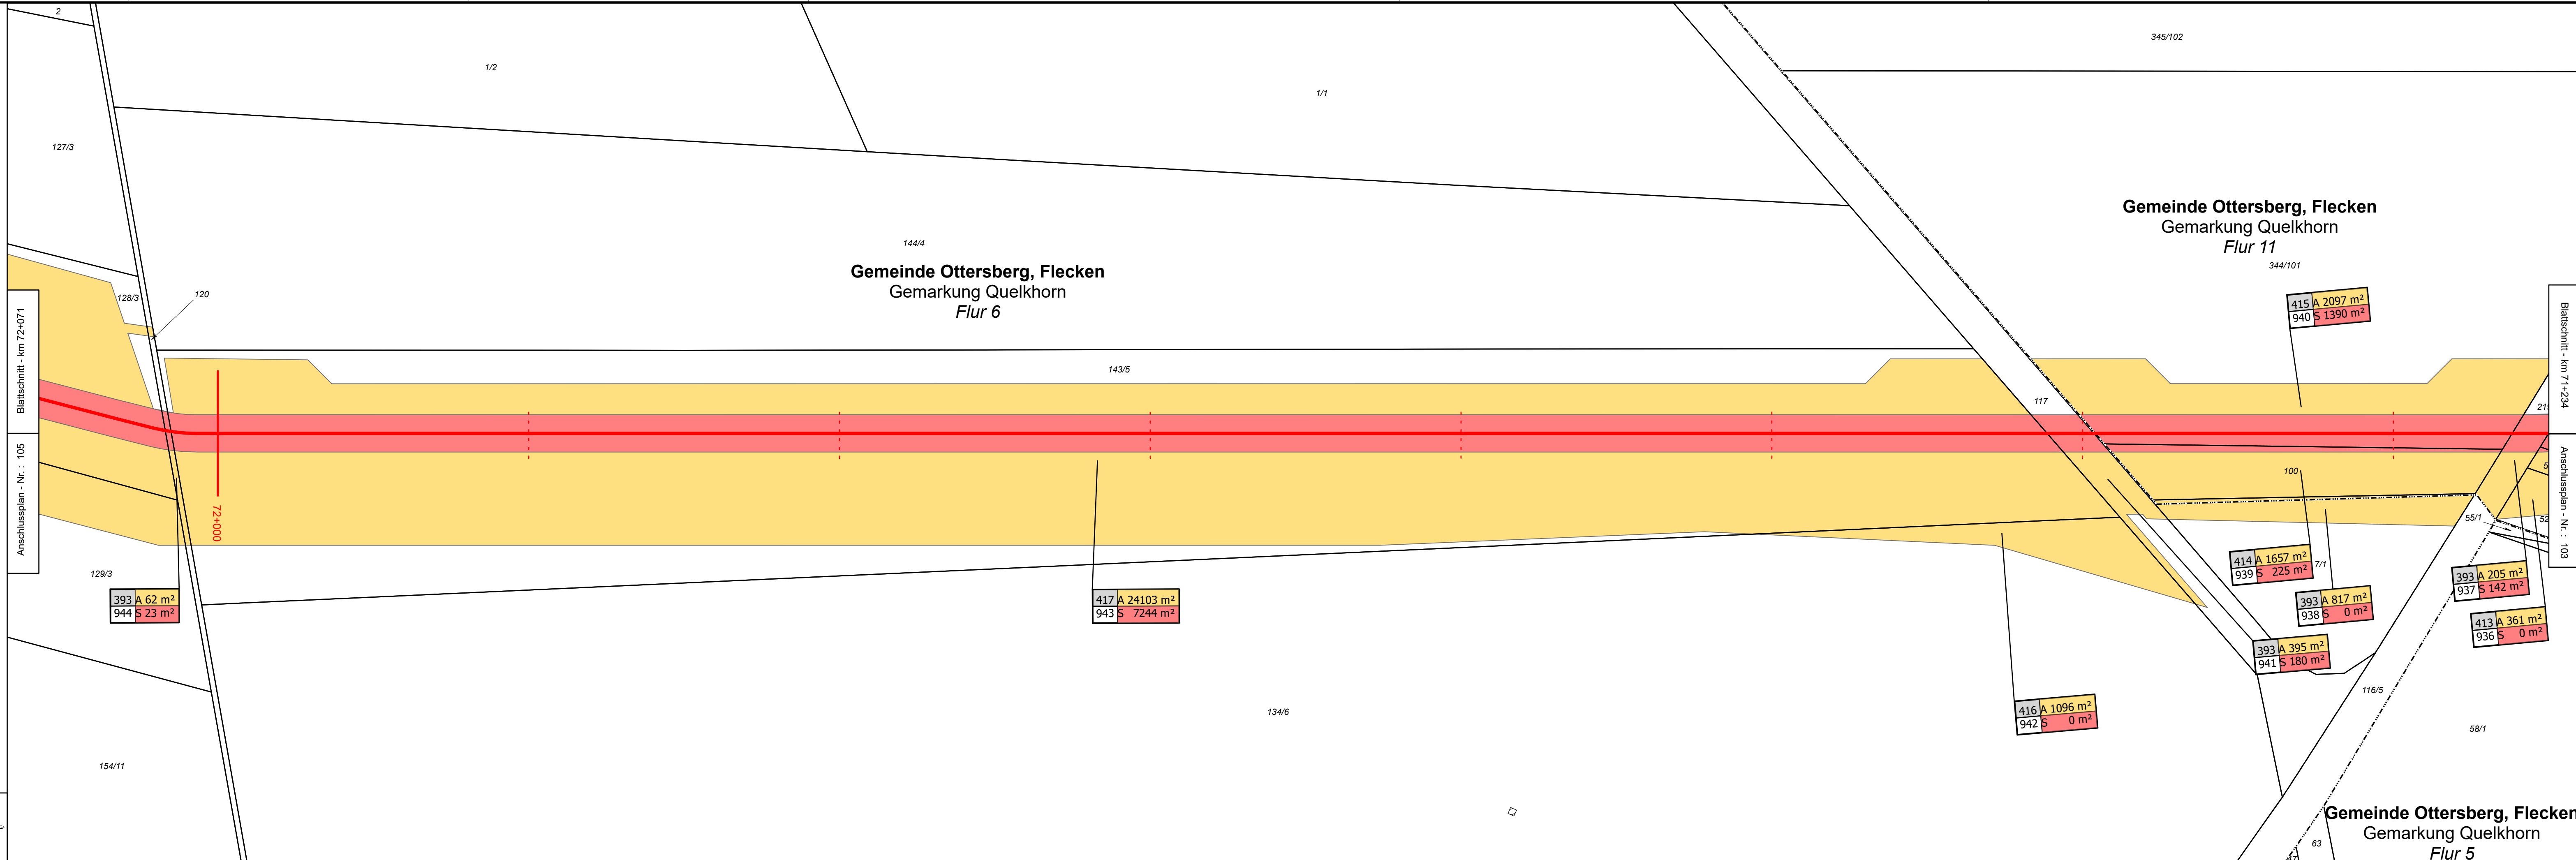 2
1/2
1/1
345/102
127/3
Gemeinde Ottersberg, Flecken
Gemarkung Quelkhorn
Flur 11
344/101
144/4
Gemeinde Ottersberg, Flecken
Gemarkung Quelkhorn
Flur 6
128/3
120
415 A 2097 m²
940 S 1390 m²
Blattschnitt - km 72+071
Anschlussplan - Nr. : 105
Blattschnitt - km 71+234
Anschlussplan - Nr. : 103
143/5
117
100
72+000
55/1
129/3
393 A 62 m²
944 S 23 m²
417 A 24103 m²
943 S 7244 m²
414 A 1657 m²
939 S 225 m²
7/1
393 A 817 m²
938 S 0 m²
393 A 205 m²
937 S 142 m²
413 A 361 m²
936 S 0 m²
393 A 395 m²
941 S 180 m²
416 A 1096 m²
942 S 0 m²
134/6
116/5
58/1
154/11
Gemeinde Ottersberg, Flecken
Gemarkung Quelkhorn
Flur 5
63